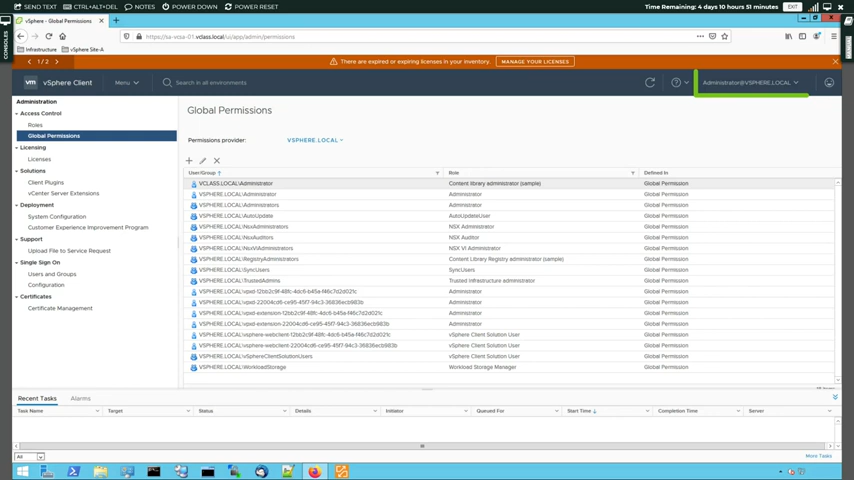 SEND TEXT CTRL+ALT+DEL NOTES POWER DOWN POWER RESET Time Remaining: 4 days 10 hrs 51 minutes EXIT
CONSOLES
MANUAL
vSphere - Global Permissions
https://sa-vcsa-01.vclass.local/ui/app/admin/permissions
Infrastructure vSphere Site-A
1 / 2 There are expired or expiring licenses in your inventory. MANAGE YOUR LICENSES
vm vSphere Client Menu Search in all environments Administrator@VSPHERE.LOCAL
Administration
Access Control
Roles
Global Permissions
Licensing
Licenses
Solutions
Client Plugins
vCenter Server Extensions
Deployment
System Configuration
Customer Experience Improvement Program
Support
Upload File to Service Request
Single Sign On
Users and Groups
Configuration
Certificates
Certificate Management
Global Permissions
Permissions provider: VSPHERE.LOCAL
User/Group Role Defined In
VCLASS.LOCAL\Administrator Content library administrator (sample) Global Permission
VSPHERE.LOCAL\Administrator Administrator Global Permission
VSPHERE.LOCAL\Administrators Administrator Global Permission
VSPHERE.LOCAL\AutoUpdate AutoUpdateUser Global Permission
VSPHERE.LOCAL\NsxAdministrators NSX Administrator Global Permission
VSPHERE.LOCAL\NsxAuditors NSX Auditor Global Permission
VSPHERE.LOCAL\NsxViAdministrators NSX VI Administrator Global Permission
VSPHERE.LOCAL\RegistryAdministrators Content Library Registry administrator (sample) Global Permission
VSPHERE.LOCAL\SyncUsers SyncUsers Global Permission
VSPHERE.LOCAL\TrustedAdmins Trusted Infrastructure administrator Global Permission
VSPHERE.LOCAL\vpxd-12bb2c9f-48fc-4dc6-b45a-f46c7d2d021c Administrator Global Permission
VSPHERE.LOCAL\vpxd-22004cd6-ce95-45f7-94c3-36836ecb983b Administrator Global Permission
VSPHERE.LOCAL\vpxd-extension-12bb2c9f-48fc-4dc6-b45a-f46c7d2d021c Administrator Global Permission
VSPHERE.LOCAL\vpxd-extension-22004cd6-ce95-45f7-94c3-36836ecb983b Administrator Global Permission
VSPHERE.LOCAL\vsphere-webclient-12bb2c9f-48fc-4dc6-b45a-f46c7d2d021c vSphere Client Solution User Global Permission
VSPHERE.LOCAL\vsphere-webclient-22004cd6-ce95-45f7-94c3-36836ecb983b vSphere Client Solution User Global Permission
VSPHERE.LOCAL\vSphereClientSolutionUsers vSphere Client Solution User Global Permission
VSPHERE.LOCAL\WorkloadStorage Workload Storage Manager Global Permission
Recent Tasks Alarms
Task Name Target Status Details Initiator Queued For Start Time Completion Time Server
All More Tasks